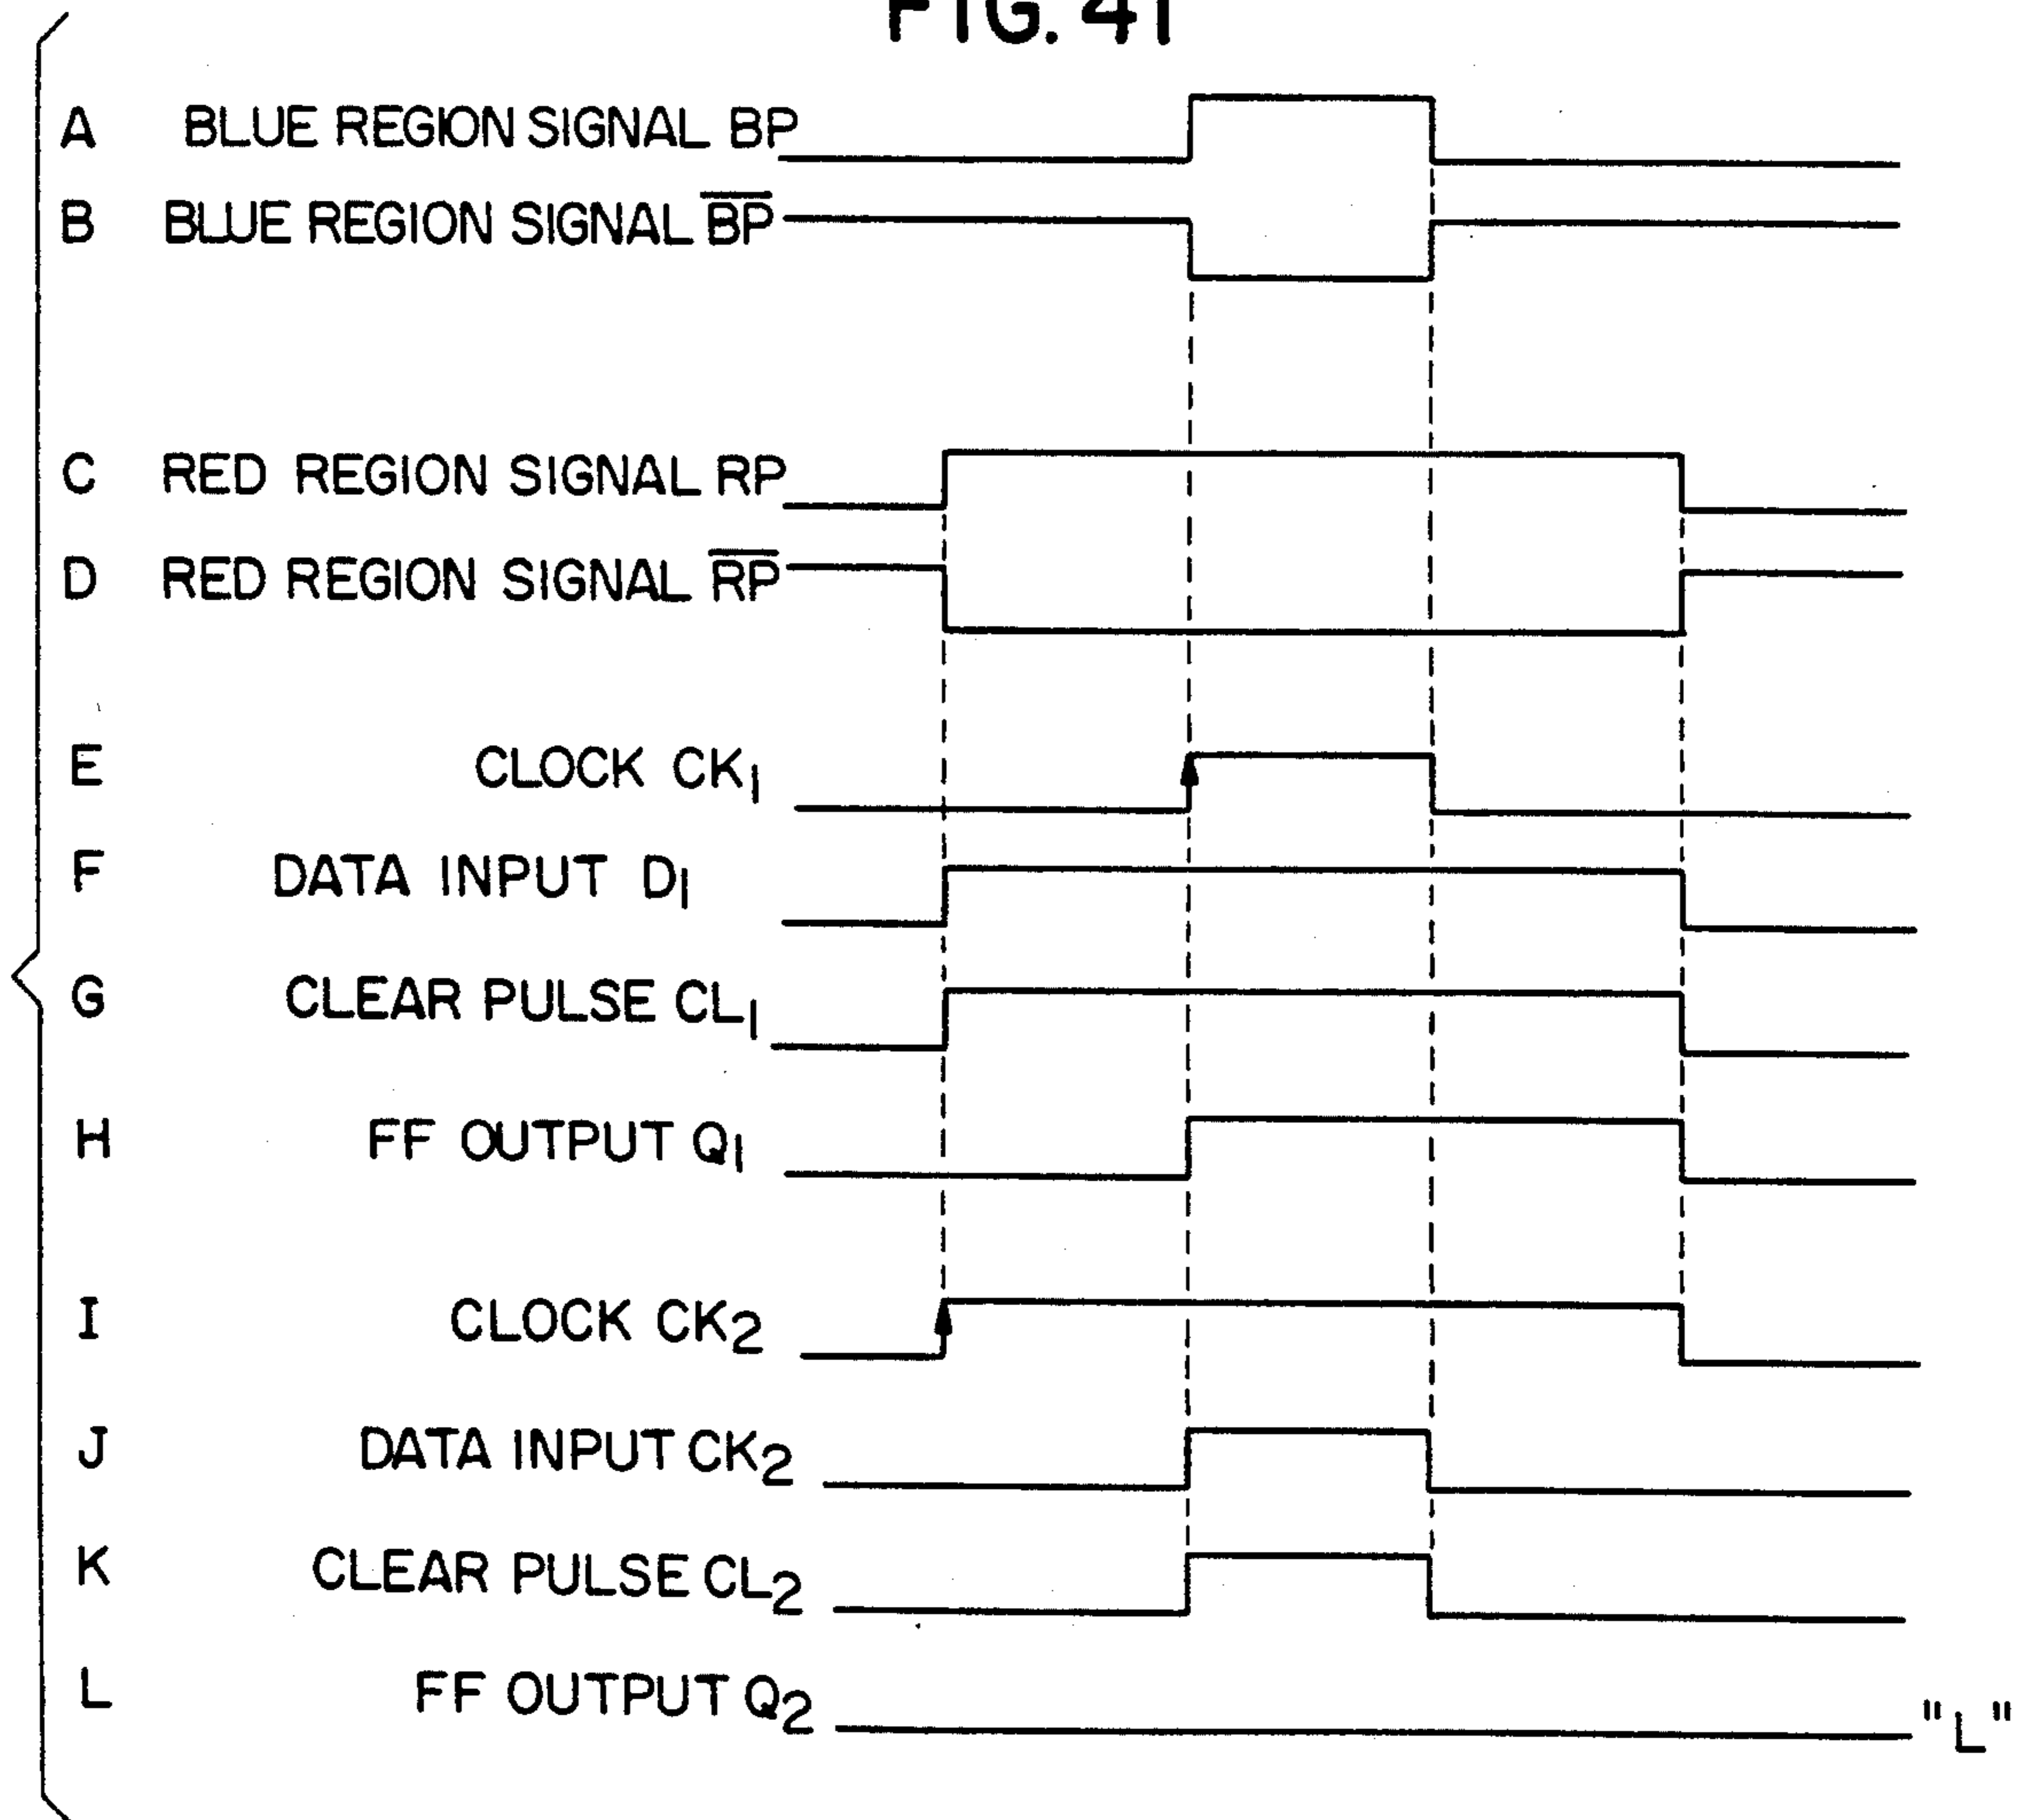 FIG. 41
A BLUE REGION SIGNAL BP
B BLUE REGION SIGNAL B̅P̅
C RED REGION SIGNAL RP
D RED REGION SIGNAL R̅P̅
E CLOCK CK₁
F DATA INPUT D₁
G CLEAR PULSE CL₁
H FF OUTPUT Q₁
I CLOCK CK₂
J DATA INPUT CK₂
K CLEAR PULSE CL₂
L FF OUTPUT Q₂ "L"